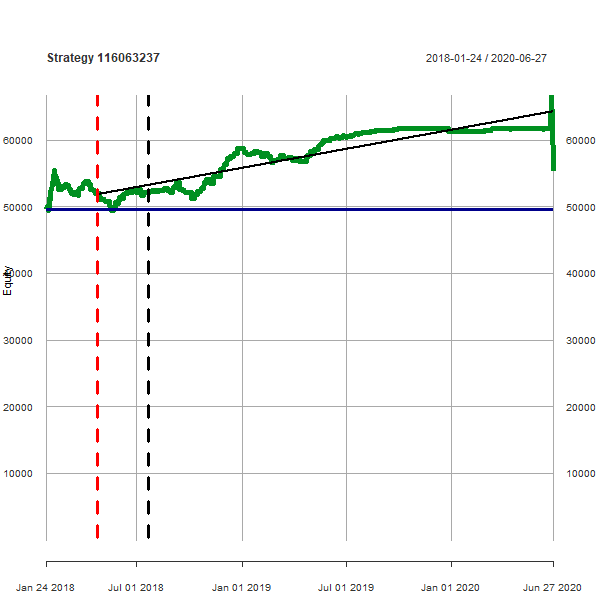 Strategy 116063237
2018-01-24 / 2020-06-27
60000
60000
50000
50000
Equity
40000
40000
30000
30000
20000
20000
10000
10000
Jan 24 2018
Jul 01 2018
Jan 01 2019
Jul 01 2019
Jan 01 2020
Jun 27 2020